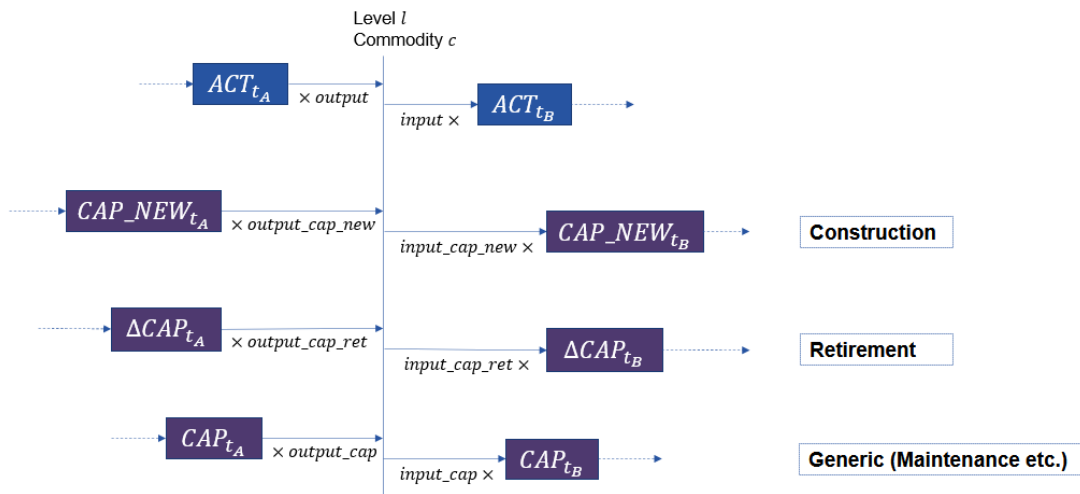 Level l
Commodity c
ACT_{t_A}
× output
input ×
ACT_{t_B}
CAP_NEW_{t_A}
× output_cap_new
input_cap_new ×
CAP_NEW_{t_B}
Construction
ΔCAP_{t_A}
× output_cap_ret
input_cap_ret ×
ΔCAP_{t_B}
Retirement
CAP_{t_A}
× output_cap
input_cap ×
CAP_{t_B}
Generic (Maintenance etc.)